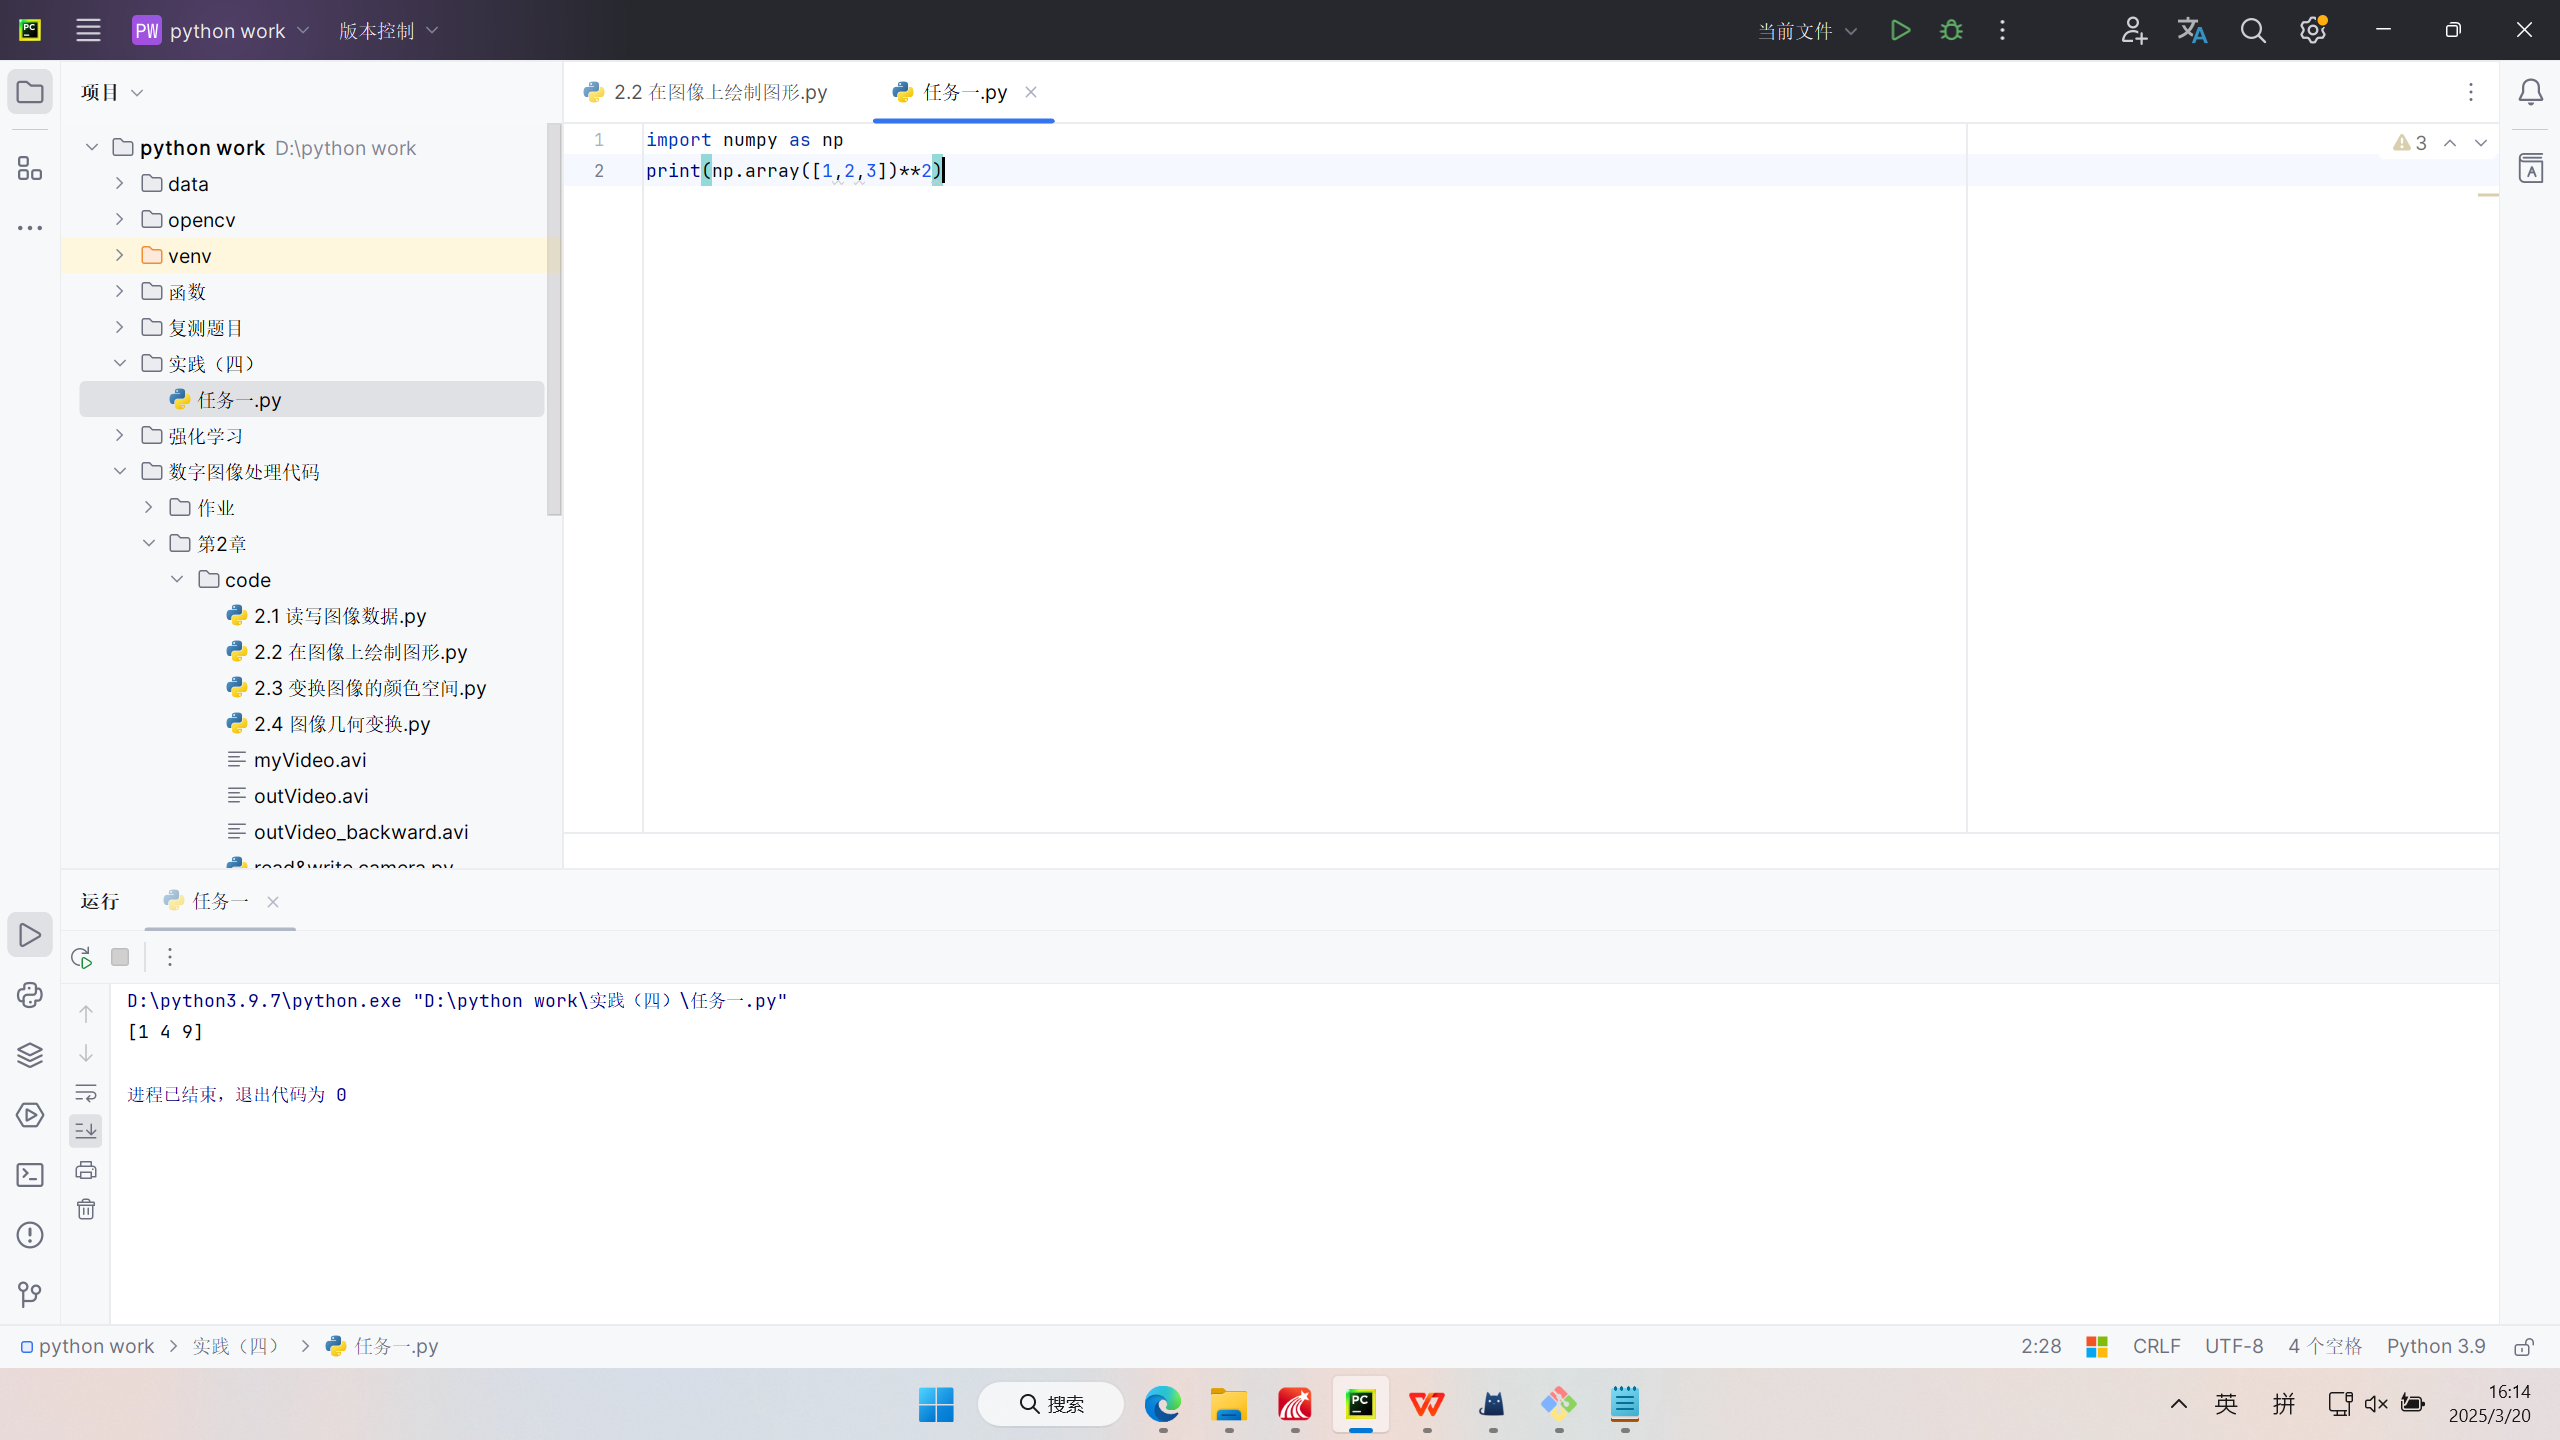 PW python work 版本控制 当前文件
项目
2.2 在图像上绘制图形.py 任务一.py
python work D:\python work
data
opencv
venv
函数
复测题目
实践（四）
任务一.py
强化学习
数字图像处理代码
作业
第2章
code
2.1 读写图像数据.py
2.2 在图像上绘制图形.py
2.3 变换图像的颜色空间.py
2.4 图像几何变换.py
myVideo.avi
outVideo.avi
outVideo_backward.avi
read&write camera.py
1 import numpy as np
2 print(np.array([1,2,3])**2)
3
运行 任务一
D:\python3.9.7\python.exe "D:\python work\实践（四）\任务一.py"
[1 4 9]
进程已结束，退出代码为 0
python work 实践（四） 任务一.py
2:28 CRLF UTF-8 4 个空格 Python 3.9
搜索
英 拼
16:14
2025/3/20